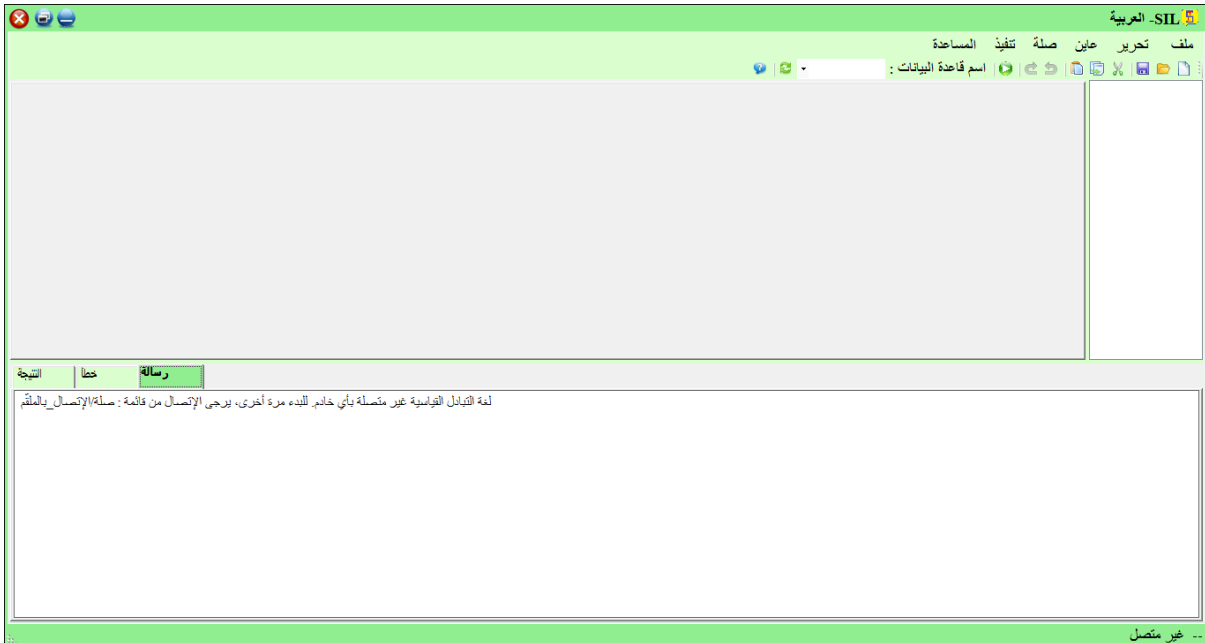 SIL- العربية
ملف تحرير عاين صلة تنفيذ المساعدة
اسم قاعدة البيانات :
رسالة خطأ النتيجة
لغة التبادل القياسية غير متصلة بأي خادم. للبدء مرة أخرى، يرجى الإتصال من قائمة : صلة/الإتصال_بالملقّم
-- غير متصل